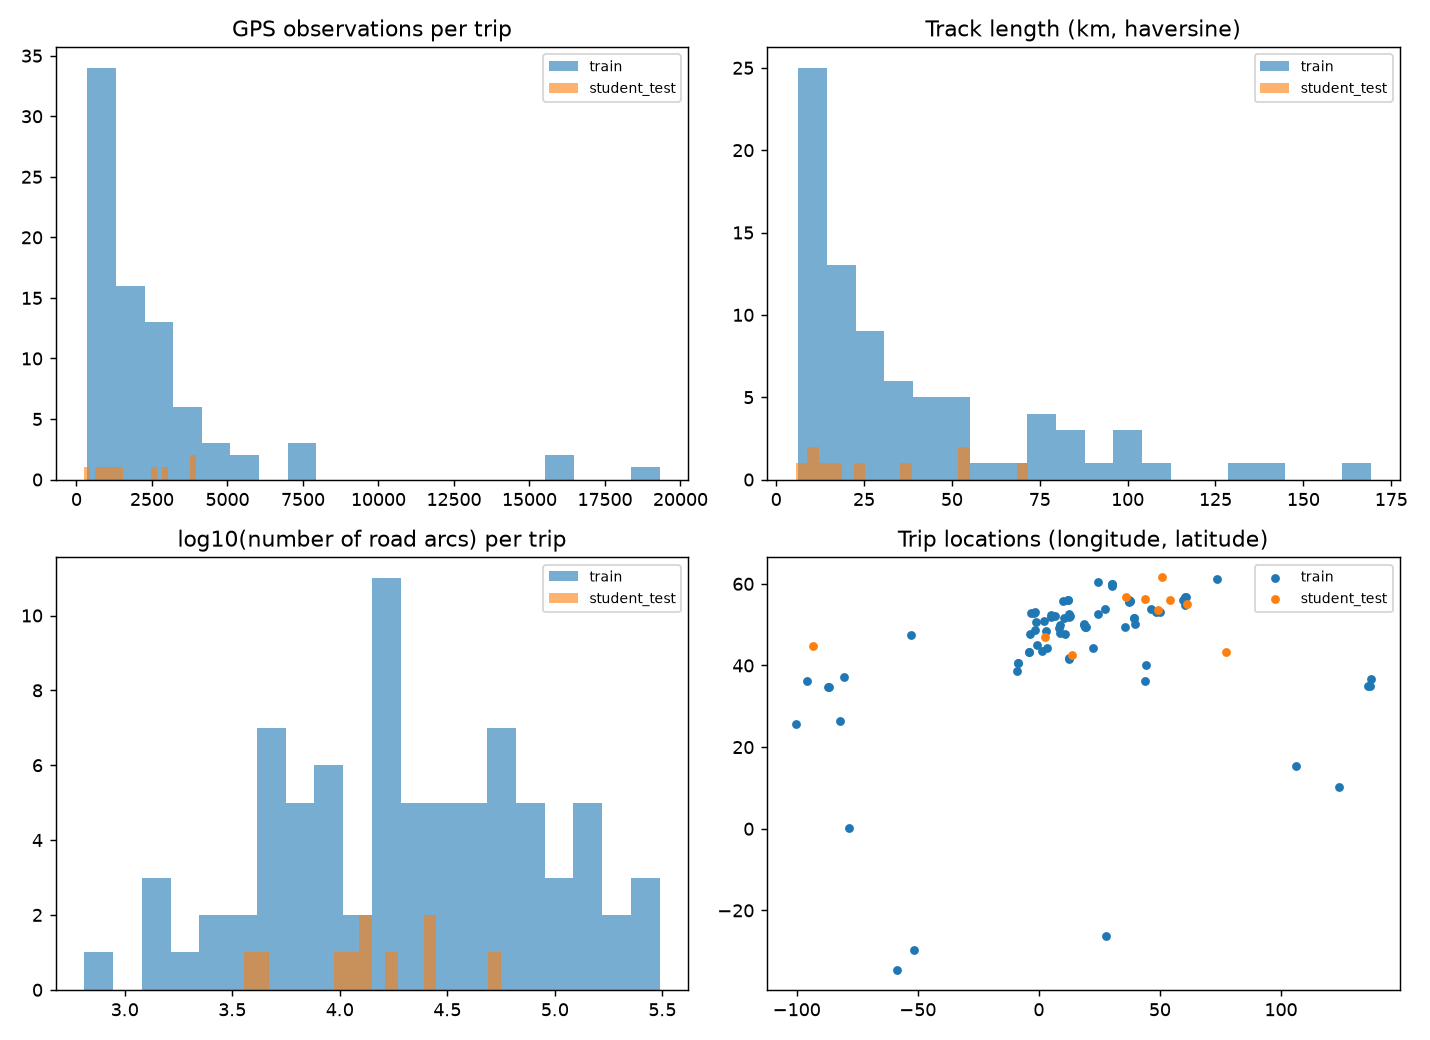 GPS observations per trip
35
30
25
20
15
10
5
0
0 2500 5000 7500 10000 12500 15000 17500 20000
train
student_test
Track length (km, haversine)
25
20
15
10
5
0
0 25 50 75 100 125 150 175
train
student_test
log10(number of road arcs) per trip
10
8
6
4
2
0
3.0 3.5 4.0 4.5 5.0 5.5
train
student_test
Trip locations (longitude, latitude)
60
40
20
0
−20
−100 −50 0 50 100
train
student_test